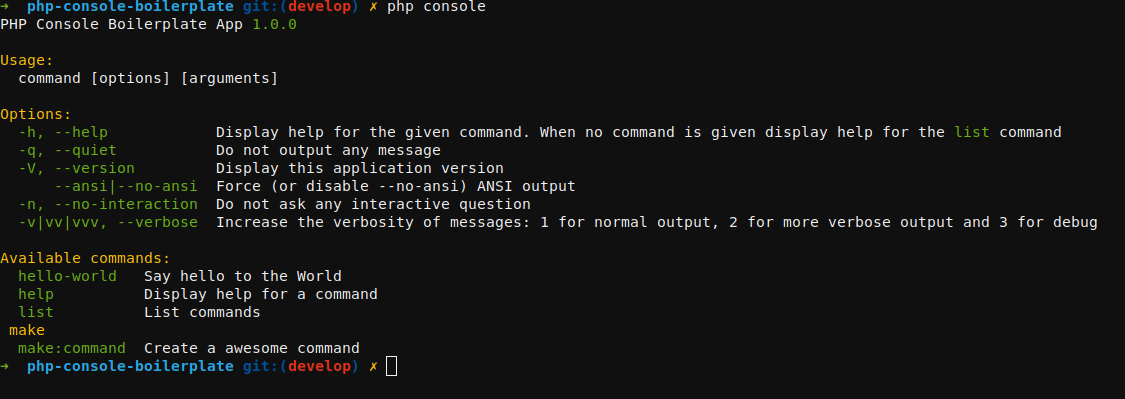 ➜  php-console-boilerplate git:(develop) ✗ php console
PHP Console Boilerplate App 1.0.0

Usage:
  command [options] [arguments]

Options:
  -h, --help            Display help for the given command. When no command is given display help for the list command
  -q, --quiet           Do not output any message
  -V, --version         Display this application version
      --ansi|--no-ansi  Force (or disable --no-ansi) ANSI output
  -n, --no-interaction  Do not ask any interactive question
  -v|vv|vvv, --verbose  Increase the verbosity of messages: 1 for normal output, 2 for more verbose output and 3 for debug

Available commands:
  hello-world   Say hello to the World
  help          Display help for a command
  list          List commands
 make
  make:command  Create a awesome command
➜  php-console-boilerplate git:(develop) ✗